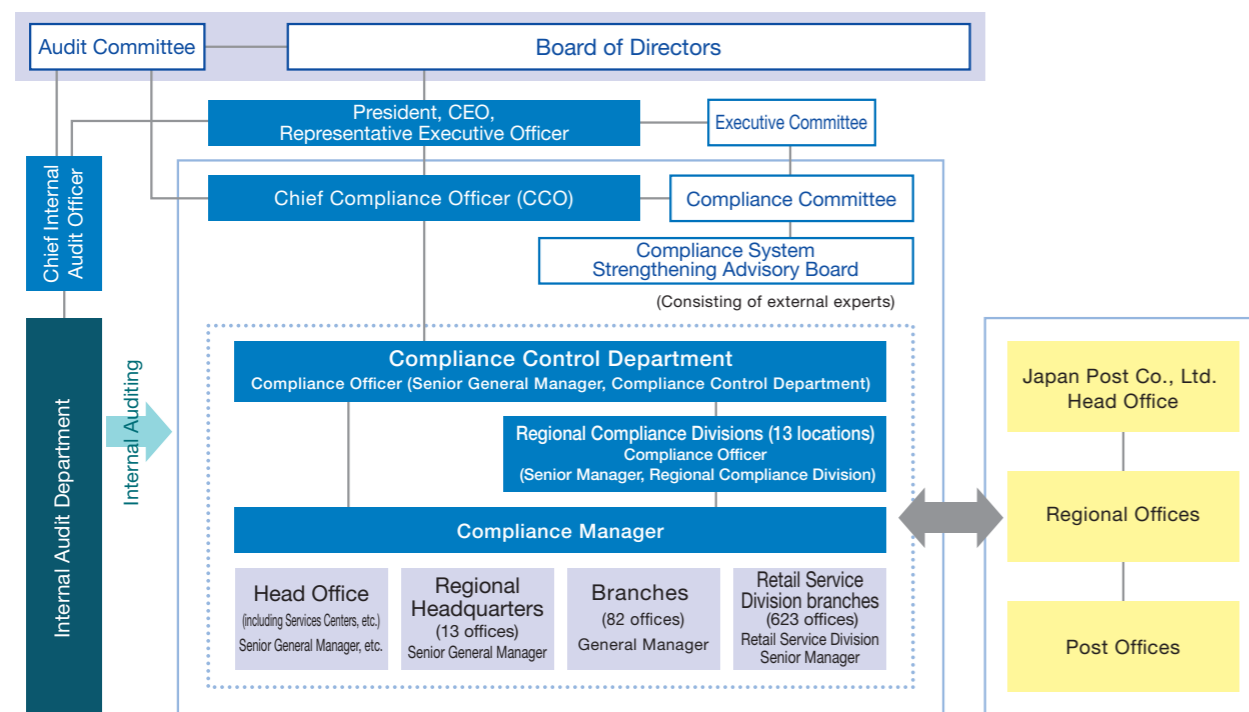 Audit Committee
Board of Directors
President, CEO,
Representative Executive Officer
Executive Committee
Chief Internal
Audit Officer
Chief Compliance Officer (CCO)
Compliance Committee
Compliance System
Strengthening Advisory Board
(Consisting of external experts)
Internal Audit Department
Internal Auditing
Compliance Control Department
Compliance Officer (Senior General Manager, Compliance Control Department)
Regional Compliance Divisions (13 locations)
Compliance Officer
(Senior Manager, Regional Compliance Division)
Compliance Manager
Head Office
(including Services Centers, etc.)
Senior General Manager, etc.
Regional
Headquarters
(13 offices)
Senior General Manager
Branches
(82 offices)
General Manager
Retail Service
Division branches
(623 offices)
Retail Service Division
Senior Manager
Japan Post Co., Ltd.
Head Office
Regional Offices
Post Offices